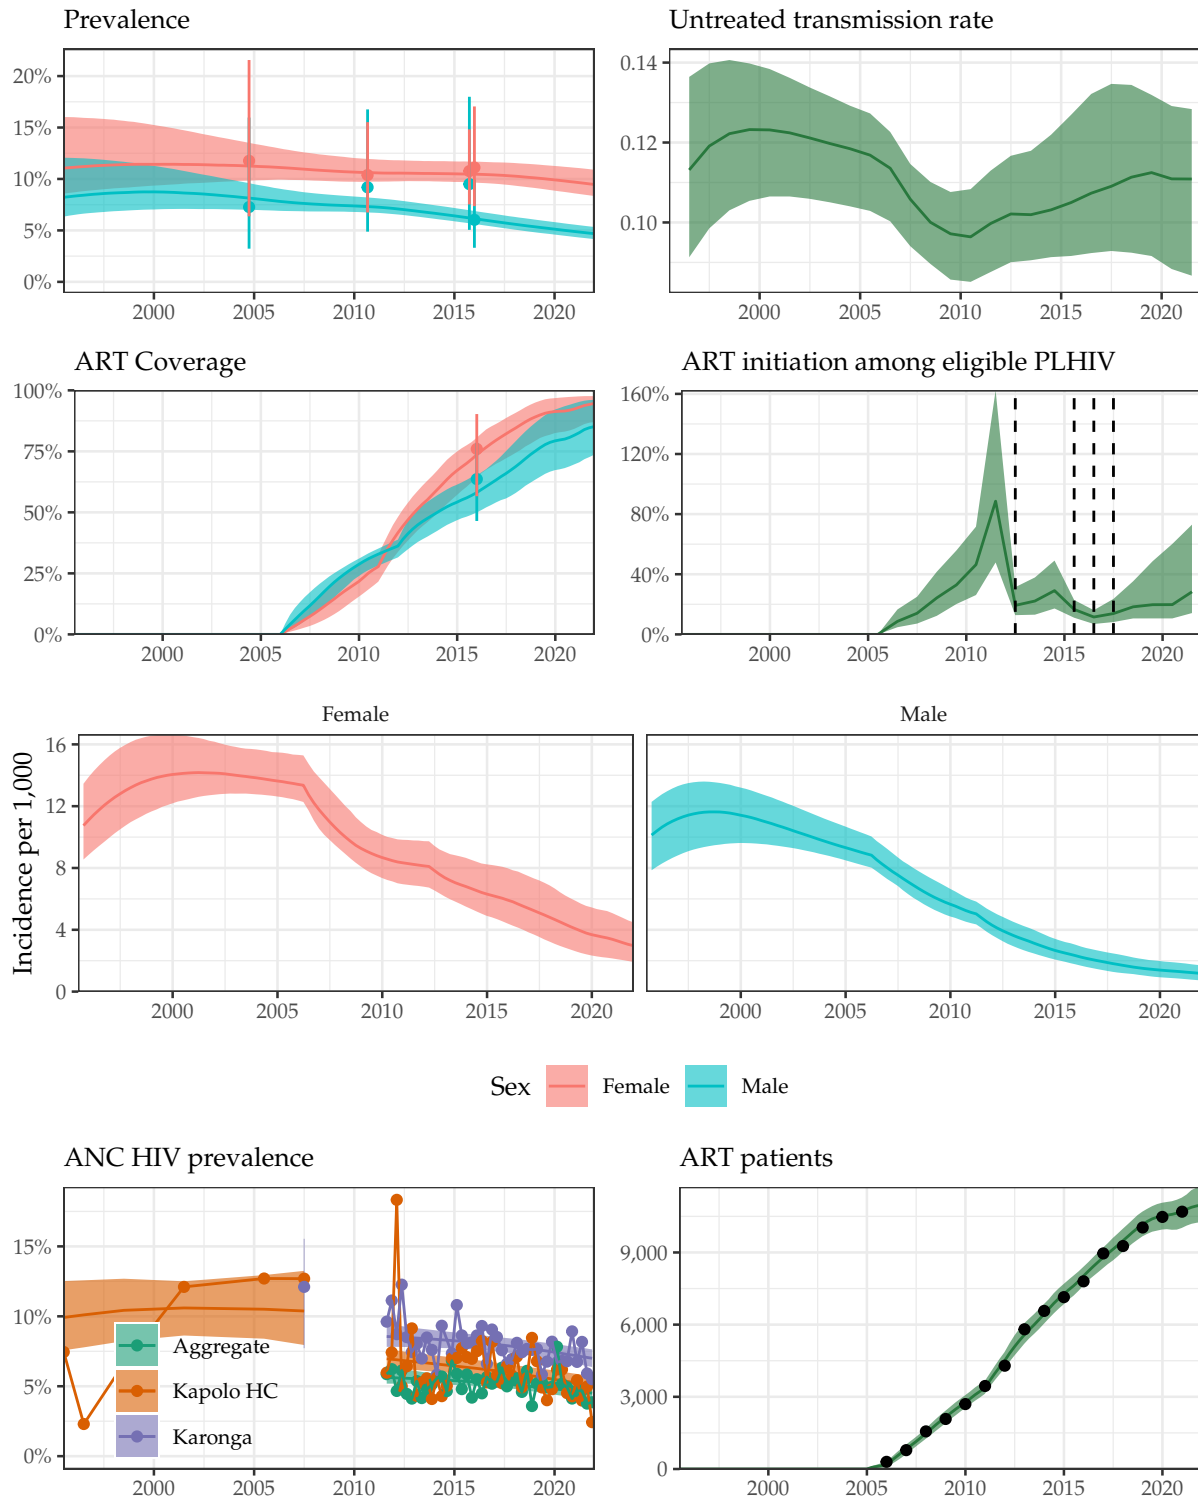 Prevalence
Untreated transmission rate
20%
15%
10%
5%
0%
2000 2005 2010 2015 2020
0.14
0.12
0.10
2000 2005 2010 2015 2020
ART Coverage
ART initiation among eligible PLHIV
100%
75%
50%
25%
0%
2000 2005 2010 2015 2020
160%
120%
80%
40%
0%
2000 2005 2010 2015 2020
Female
Male
Incidence per 1,000
16
12
8
4
0
2000 2005 2010 2015 2020
2000 2005 2010 2015 2020
Sex Female Male
ANC HIV prevalence
ART patients
15%
10%
5%
0%
Aggregate
Kapolo HC
Karonga
2000 2005 2010 2015 2020
9,000
6,000
3,000
0
2000 2005 2010 2015 2020